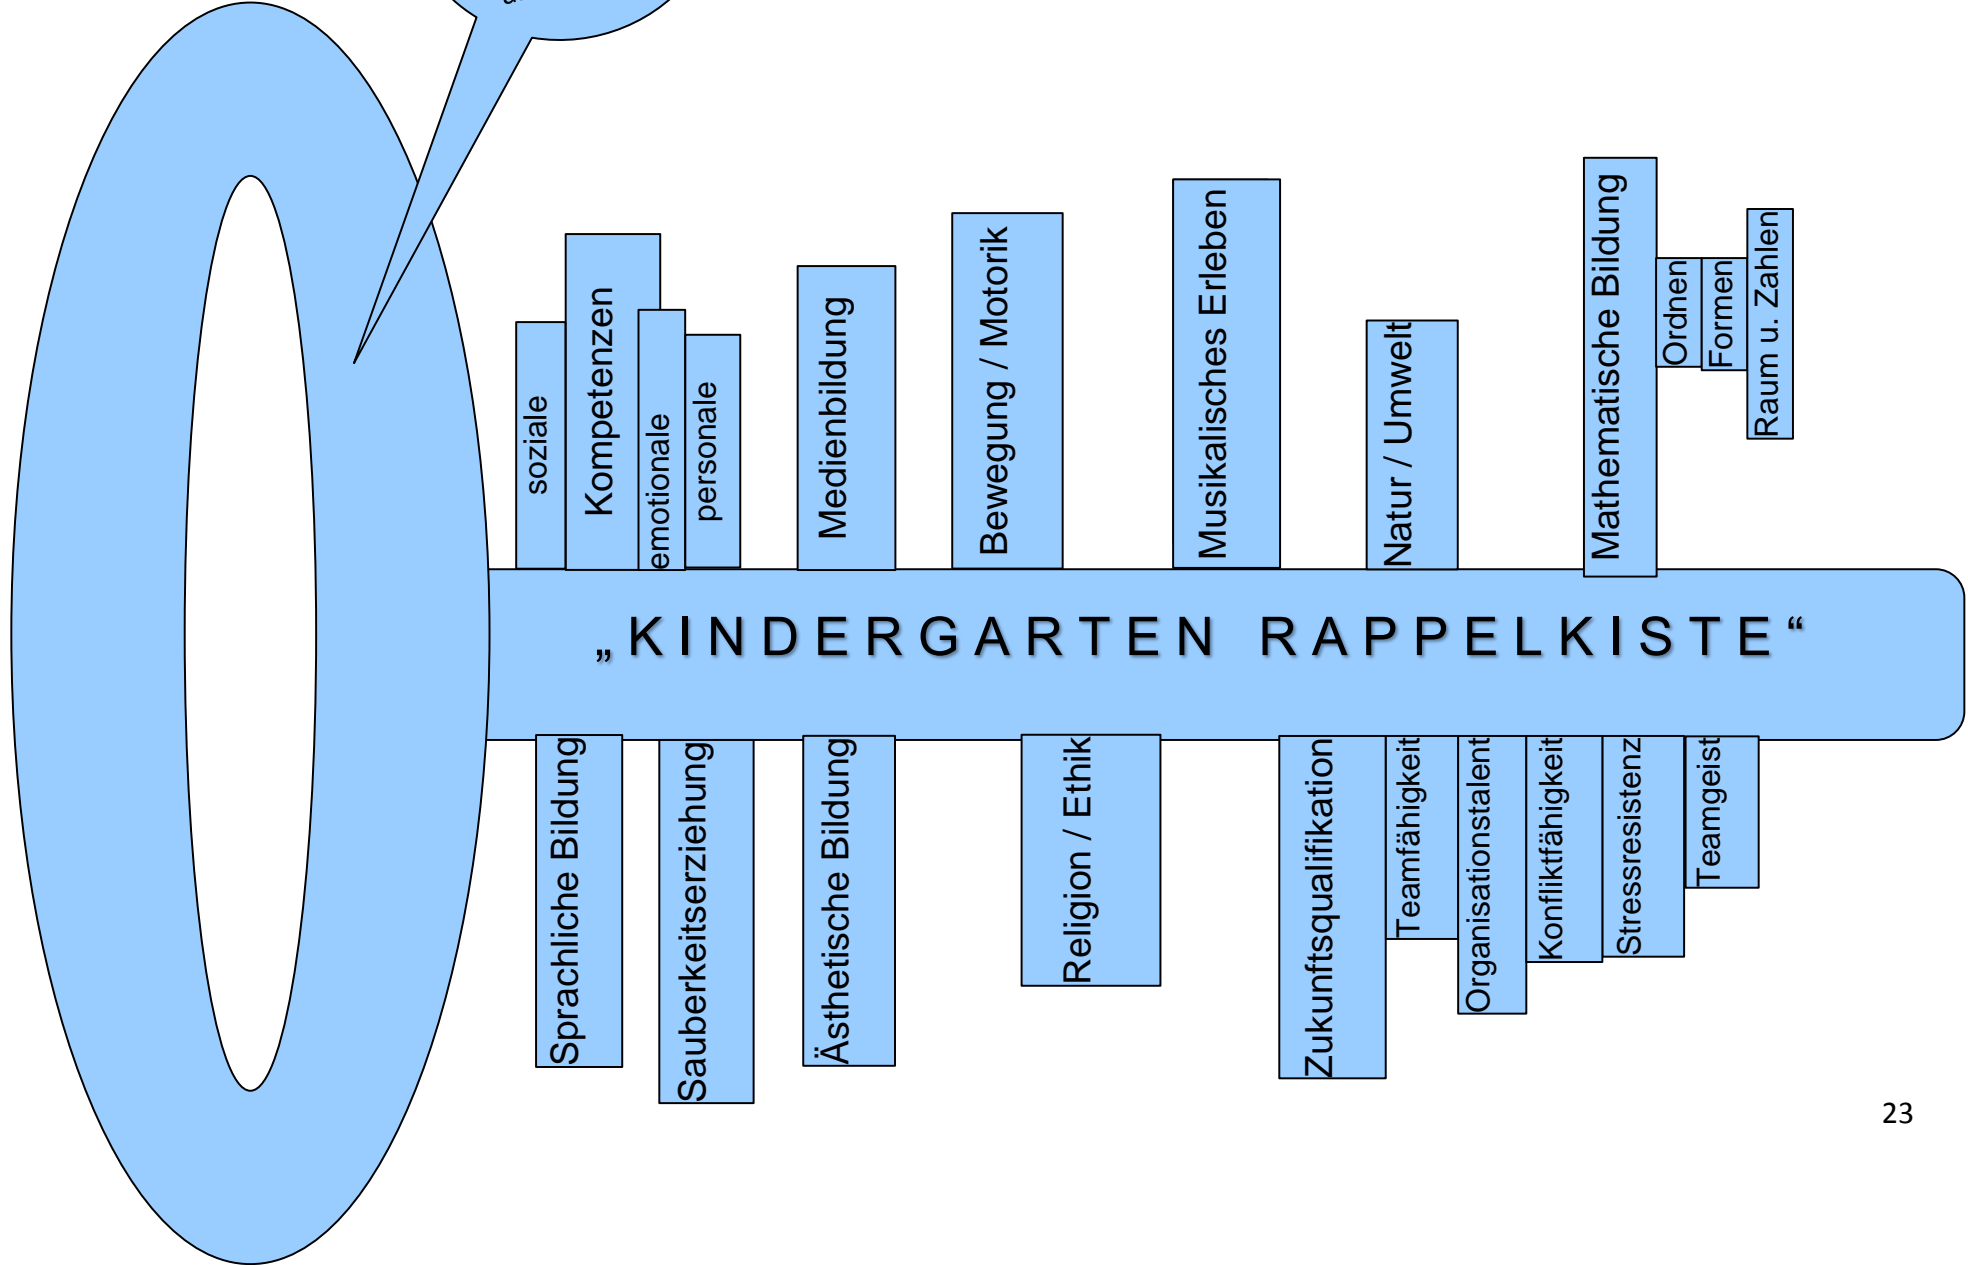 soziale
Kompetenzen
emotionale
personale
Medienbildung
Bewegung / Motorik
Musikalisches Erleben
Natur / Umwelt
Mathematische Bildung
Ordnen
Formen
Raum u. Zahlen
„KINDERGARTEN RAPPELKISTE“
Sprachliche Bildung
Sauberkeitserziehung
Ästhetische Bildung
Religion / Ethik
Zukunftsqualifikation
Teamfähigkeit
Organisationstalent
Konfliktfähigkeit
Stressresistenz
Teamgeist
23